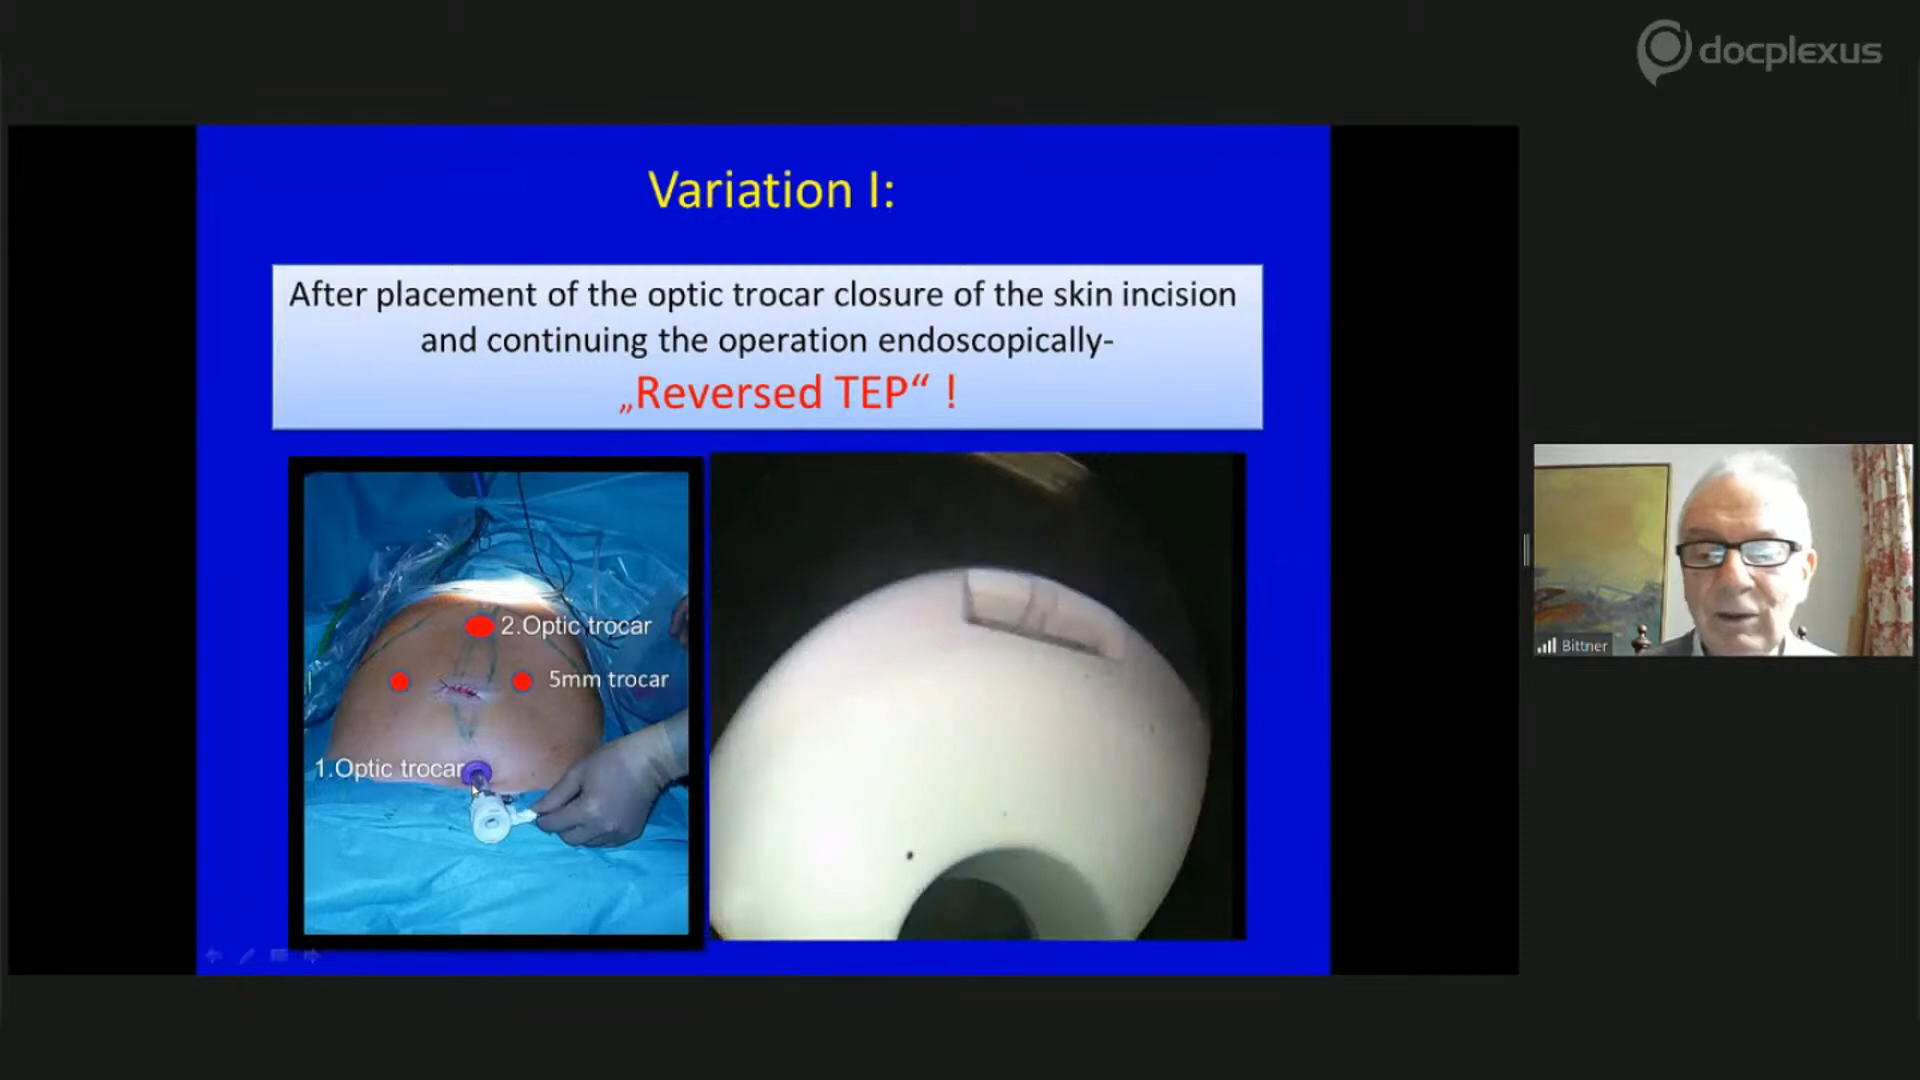 docplexus
Variation I:
After placement of the optic trocar closure of the skin incision
and continuing the operation endoscopically-
„Reversed TEP“ !
2.Optic trocar
5mm trocar
1.Optic trocar
Bittner